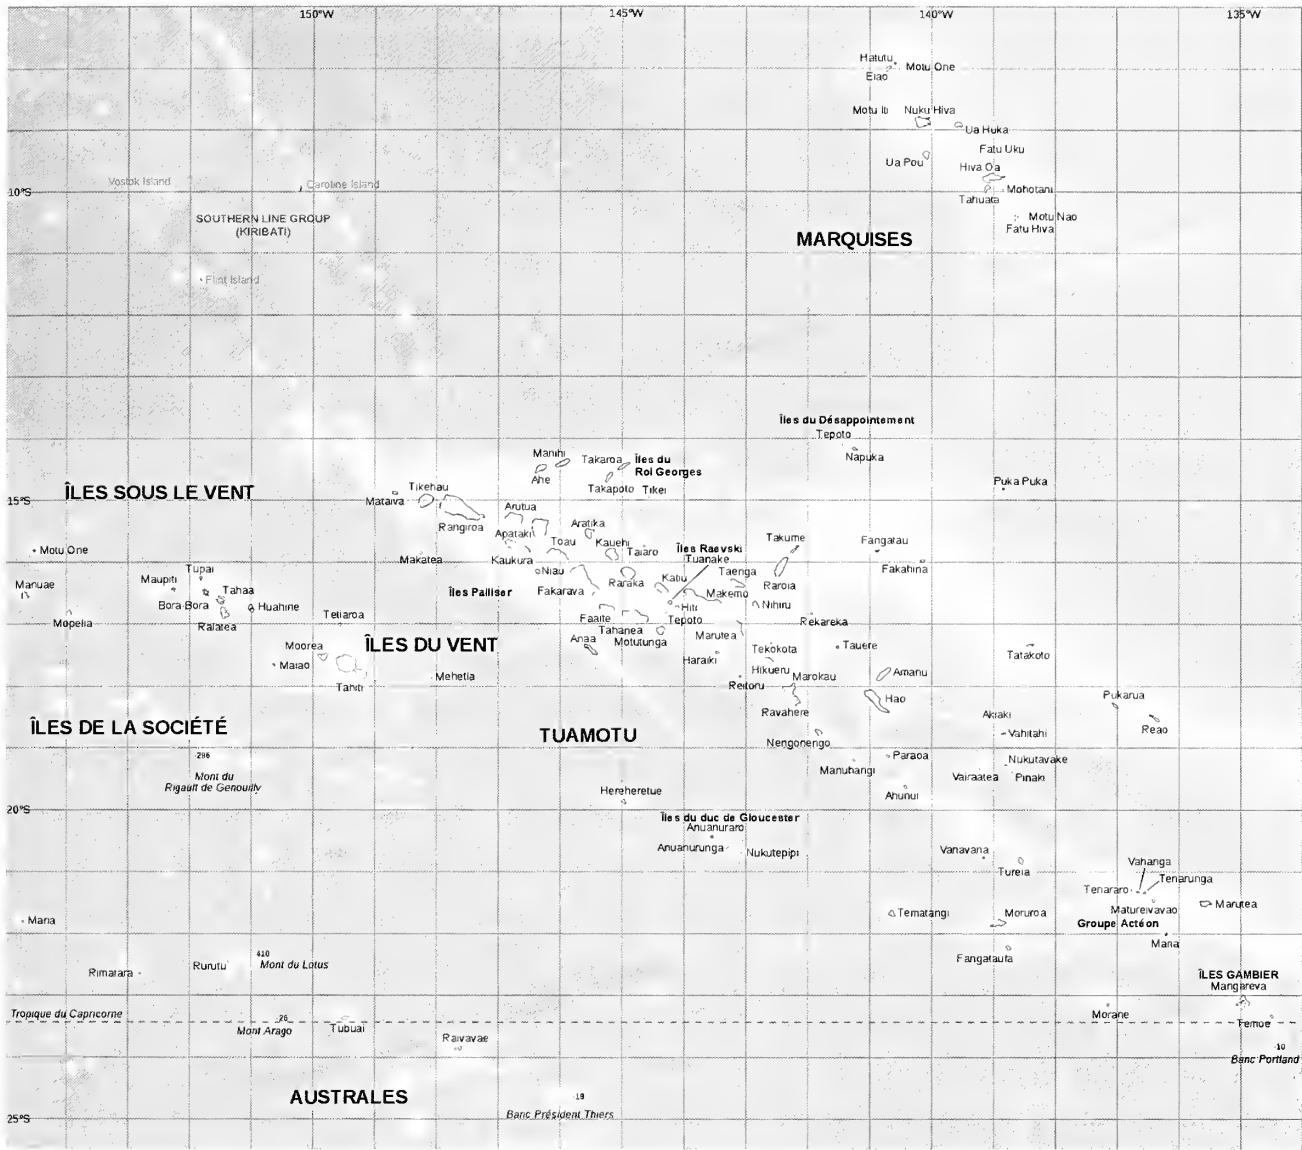 150°W
145°W
140°W
135°W
Hatutu
Motu One
Eiao
Motu Iti
Nuku Hiva
Ua Huka
Fatu Uku
Ua Pou
Hiva Oa
Vostok Island
Caroline Island
10°S
Mohotani
Tahuata
SOUTHERN LINE GROUP
(KIRIBATI)
Motu Nao
Fatu Hiva
MARQUISES
Flint Island
Îles du Désappointement
Tepoto
Napuka
Manihi
Takaroa
Îles du
Roi Georges
Ahe
Takapoto
Tikei
Puka Puka
ÎLES SOUS LE VENT
Tikehau
Mataiva
15°S
Rangiroa
Arutua
Apataki
Aratika
Toau
Kauehi
Taiaro
Îles Raevski
Tuanake
Takume
Fangatau
Motu One
Makatea
Kaukura
Niau
Raraka
Katiu
Taenga
Raroia
Fakahina
Tupai
Maupiti
Manuae
Tahaa
Îles Palliser
Fakarava
Makemo
Bora-Bora
Huahine
Hiti
Nihiru
Mopelia
Raiatea
Tetiaroa
Faaite
Tepoto
Rekareka
Tahanea
Marutea
Moorea
ÎLES DU VENT
Anaa
Motutunga
Tekokota
Tauere
Tatakoto
Maiao
Haraiki
Hikueru
Marokau
Amanu
Tahiti
Mehetia
Reitoru
Hao
Pukarua
Ravahere
Akiaki
Reao
ÎLES DE LA SOCIÉTÉ
TUAMOTU
Nengonengo
Vahitahi
296
Paraoa
Nukutavake
Mont du
Rigault de Genouilly
Manuhangi
Vairaatea
Pinaki
Hereheretue
Ahunui
20°S
Îles du duc de Gloucester
Anuanuraro
Anuanurunga
Nukutepipi
Vanavana
Tureia
Vahanga
Tenarunga
Tenararo
Maria
Tematangi
Moruroa
Matureivavao
Marutea
Groupe Actéon
Maria
410
Mont du Lotus
Rurutu
Rimatara
Fangataufa
ÎLES GAMBIER
Mangareva
Tropique du Capricorne
26
Mont Arago
Tubuai
Morane
Temoe
Raivavae
10
Banc Portland
AUSTRALES
18
Banc Président Thiers
25°S